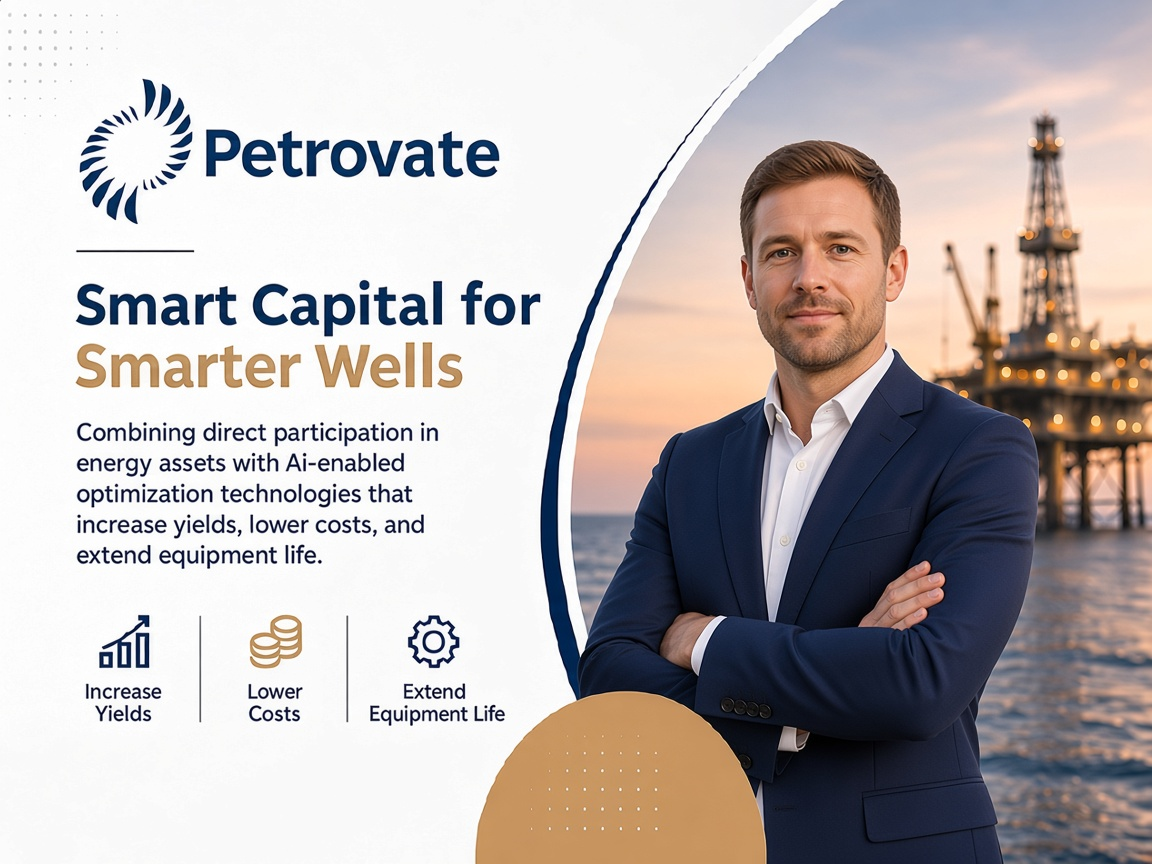 Petrovate
Smart Capital for
Smarter Wells
Combining direct participation in
energy assets with Ai-enabled
optimization technologies that
increase yields, lower costs, and
extend equipment life.
Increase
Yields
Lower
Costs
Extend
Equipment Life